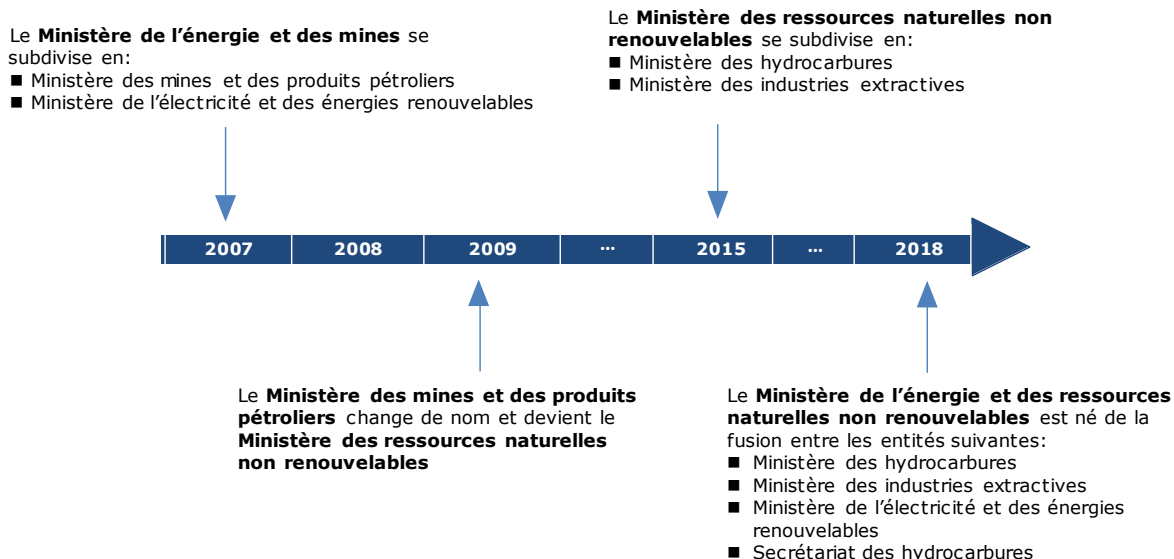 Le Ministère de l’énergie et des mines se
subdivise en:
■ Ministère des mines et des produits pétroliers
■ Ministère de l’électricité et des énergies renouvelables
Le Ministère des ressources naturelles non
renouvelables se subdivise en:
■ Ministère des hydrocarbures
■ Ministère des industries extractives
2007 2008 2009 … 2015 … 2018
Le Ministère des mines et des produits
pétroliers change de nom et devient le
Ministère des ressources naturelles
non renouvelables
Le Ministère de l’énergie et des ressources
naturelles non renouvelables est né de la
fusion entre les entités suivantes:
■ Ministère des hydrocarbures
■ Ministère des industries extractives
■ Ministère de l’électricité et des énergies
renouvelables
■ Secrétariat des hydrocarbures